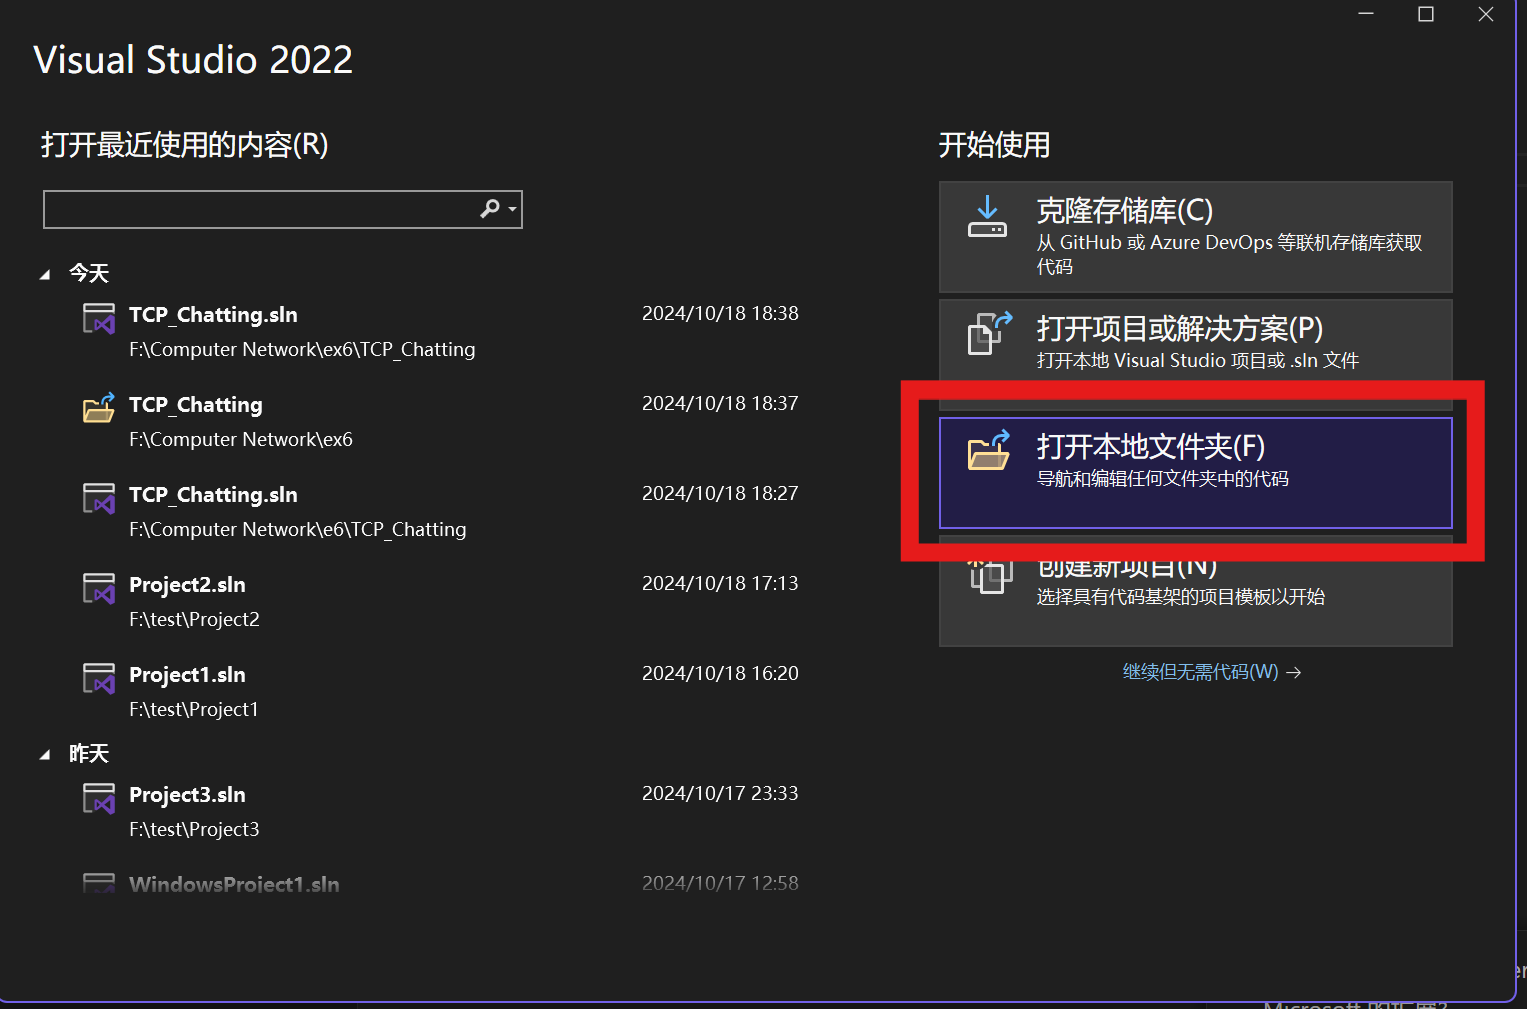 Visual Studio 2022
打开最近使用的内容(R)
今天
TCP_Chatting.sln
2024/10/18 18:38
F:\Computer Network\ex6\TCP_Chatting
TCP_Chatting
2024/10/18 18:37
F:\Computer Network\ex6
TCP_Chatting.sln
2024/10/18 18:27
F:\Computer Network\e6\TCP_Chatting
Project2.sln
2024/10/18 17:13
F:\test\Project2
Project1.sln
2024/10/18 16:20
F:\test\Project1
昨天
Project3.sln
2024/10/17 23:33
F:\test\Project3
WindowsProject1.sln
2024/10/17 12:58
开始使用
克隆存储库(C)
从 GitHub 或 Azure DevOps 等联机存储库获取
代码
打开项目或解决方案(P)
打开本地 Visual Studio 项目或 .sln 文件
打开本地文件夹(F)
导航和编辑任何文件夹中的代码
创建新项目(N)
选择具有代码基架的项目模板以开始
继续但无需代码(W) →